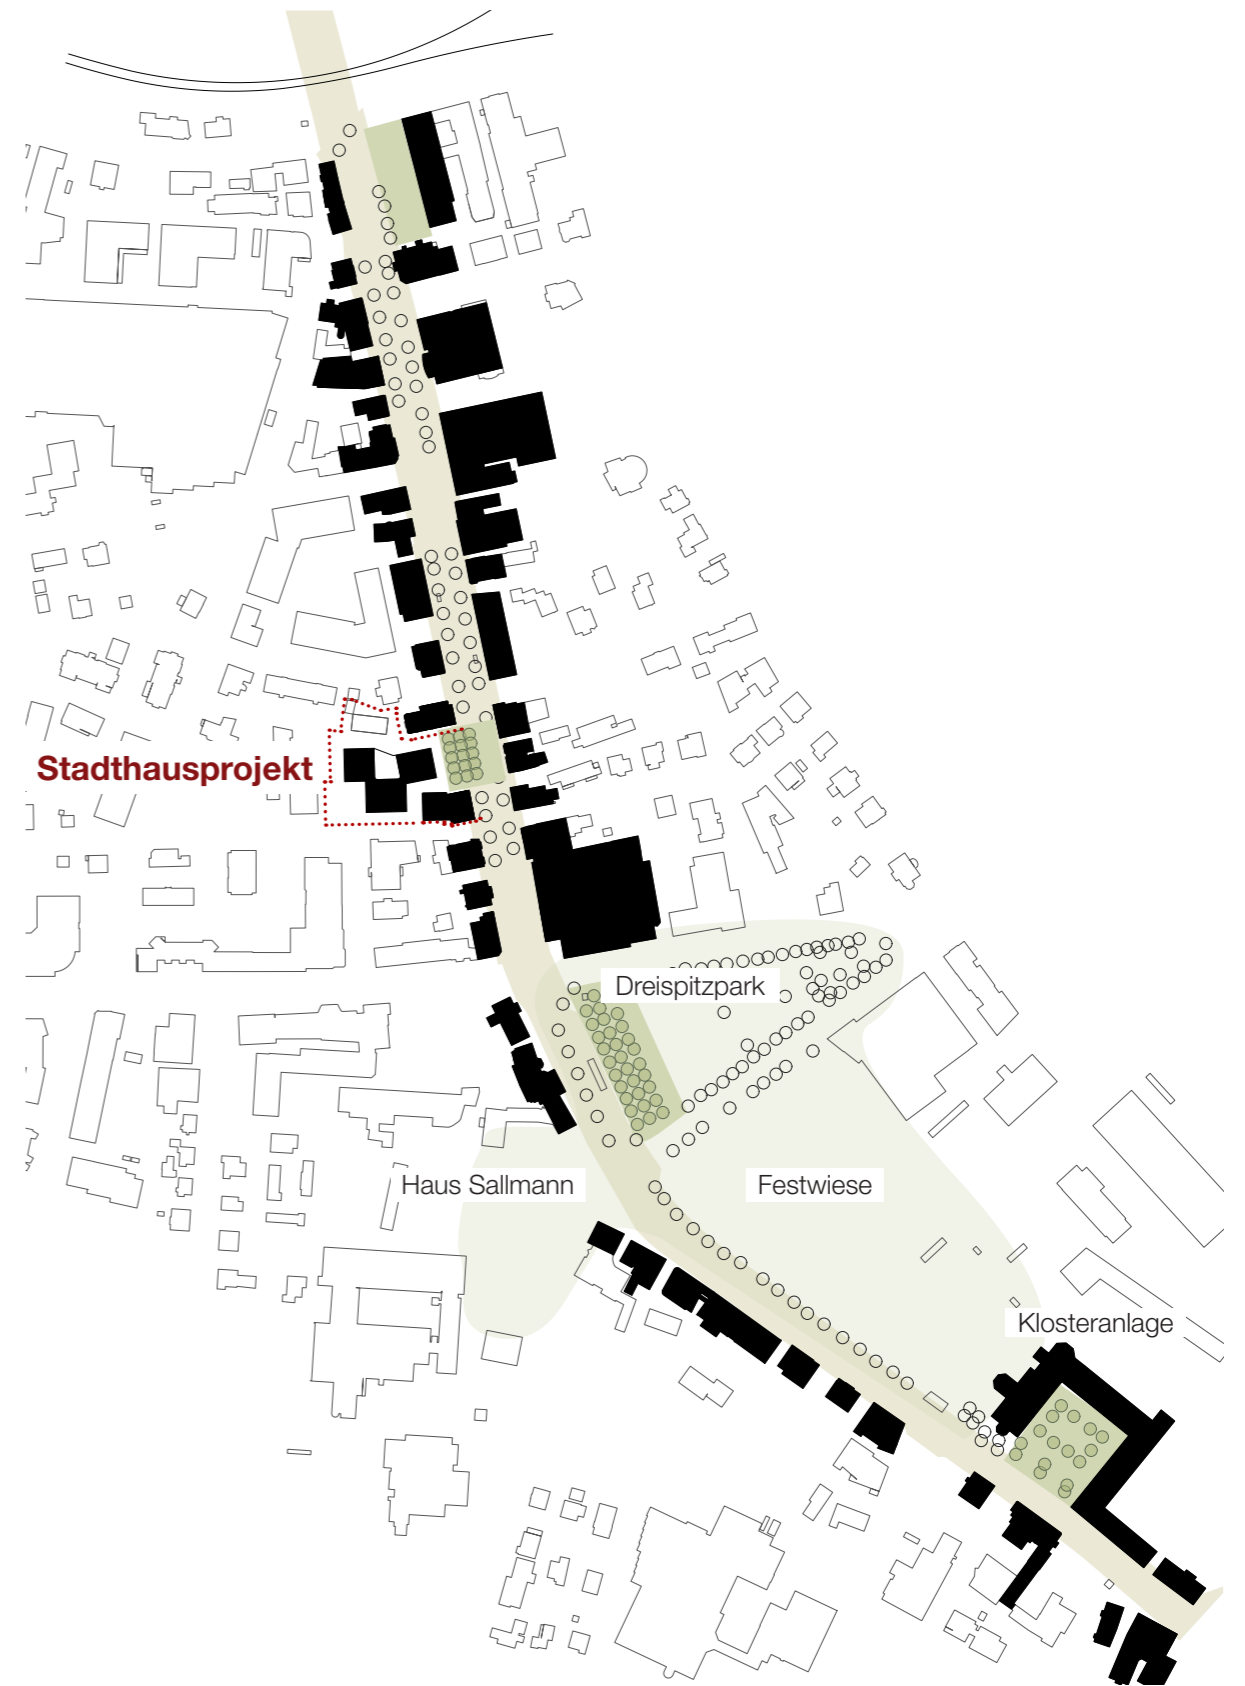 Stadthausprojekt
Dreispitzpark
Haus Sallmann
Festwiese
Klosteranlage